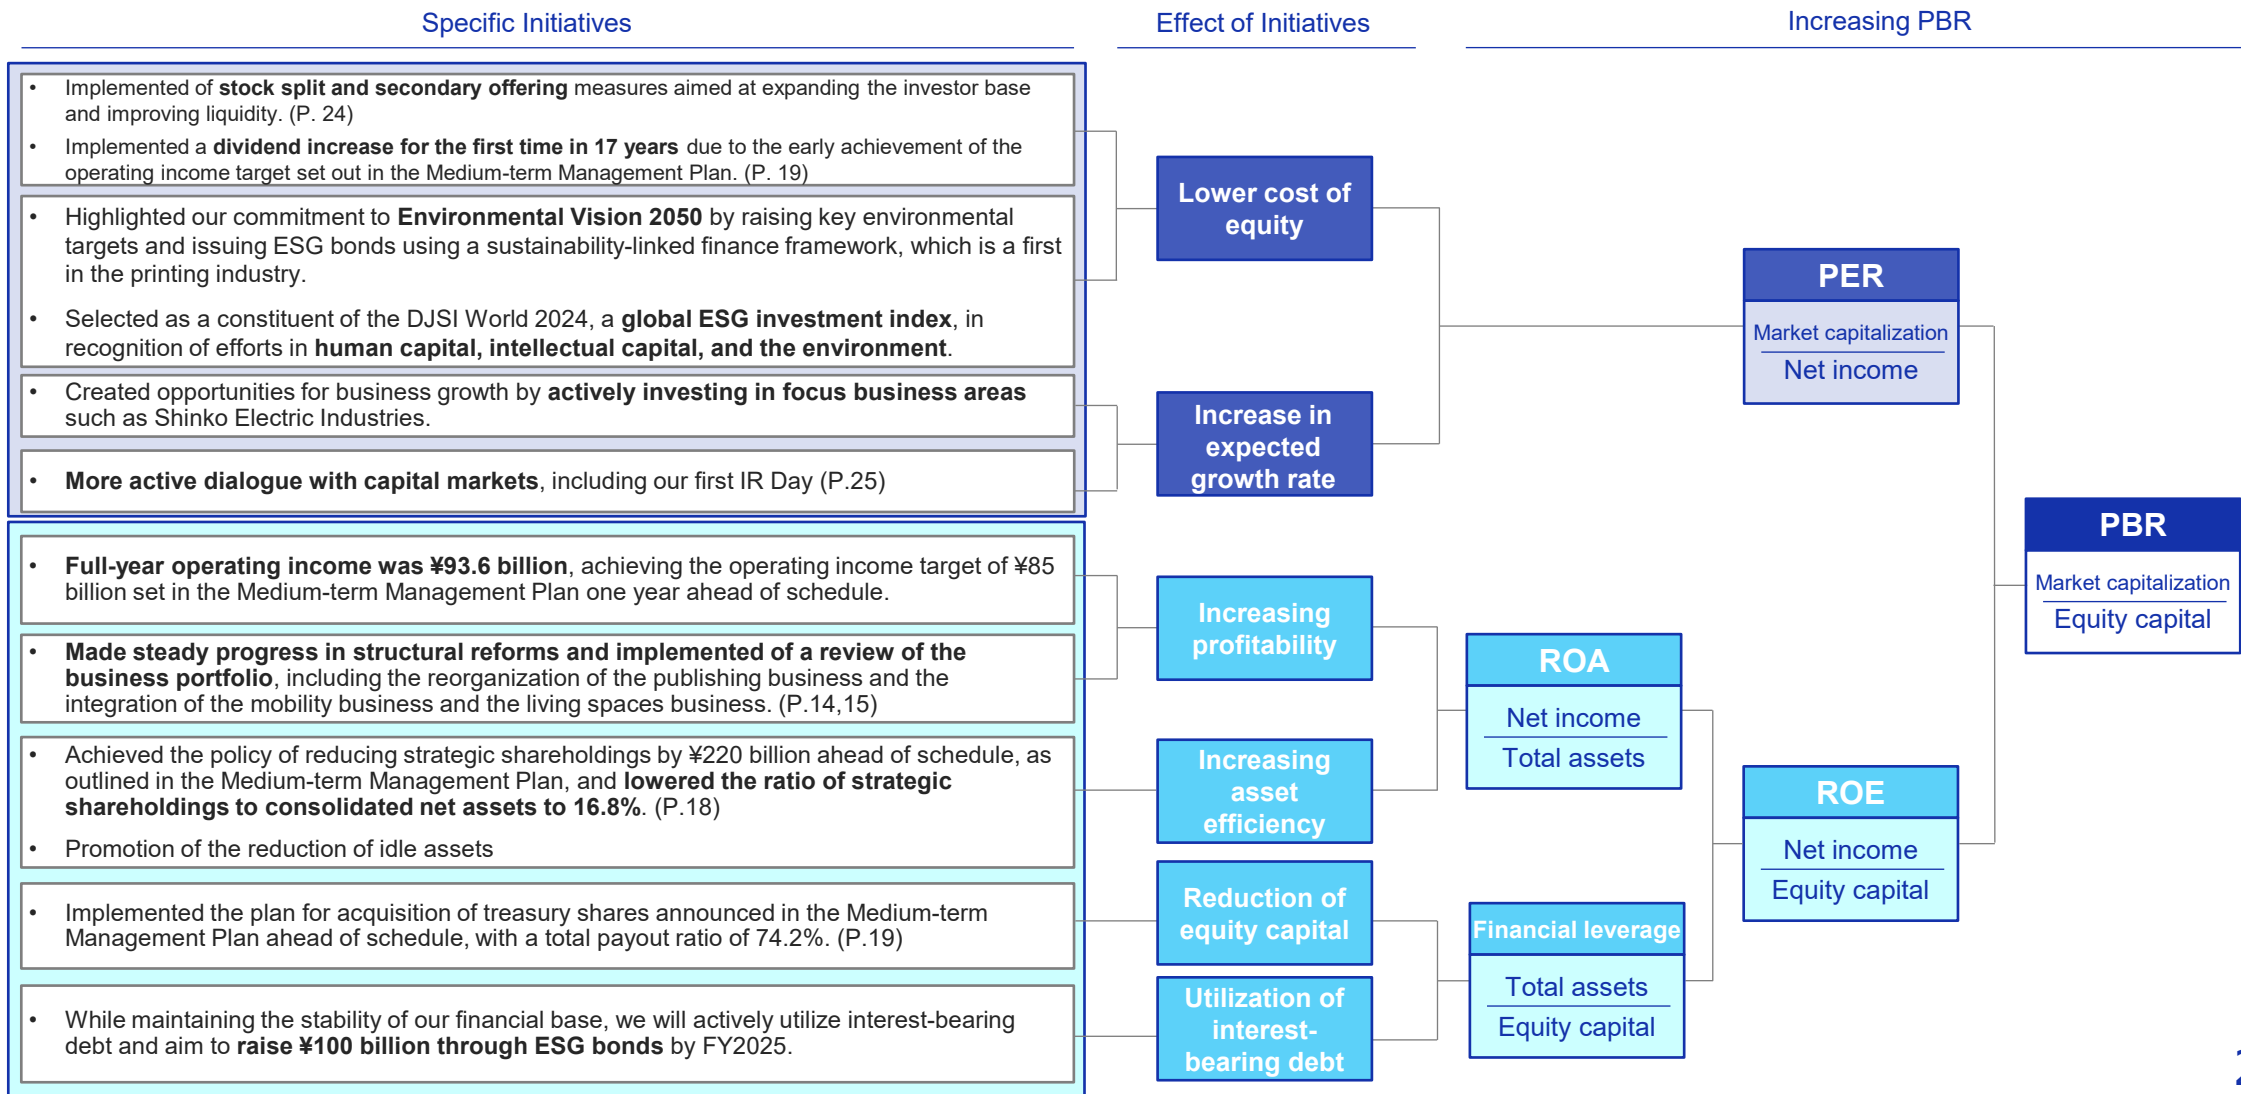 Specific Initiatives
Effect of Initiatives
Increasing PBR
• Implemented of stock split and secondary offering measures aimed at expanding the investor base
and improving liquidity. (P. 24)
• Implemented a dividend increase for the first time in 17 years due to the early achievement of the
operating income target set out in the Medium-term Management Plan. (P. 19)
• Highlighted our commitment to Environmental Vision 2050 by raising key environmental
targets and issuing ESG bonds using a sustainability-linked finance framework, which is a first
in the printing industry.
• Selected as a constituent of the DJSI World 2024, a global ESG investment index, in
recognition of efforts in human capital, intellectual capital, and the environment.
• Created opportunities for business growth by actively investing in focus business areas
such as Shinko Electric Industries.
• More active dialogue with capital markets, including our first IR Day (P.25)
• Full-year operating income was ¥93.6 billion, achieving the operating income target of ¥85
billion set in the Medium-term Management Plan one year ahead of schedule.
• Made steady progress in structural reforms and implemented of a review of the
business portfolio, including the reorganization of the publishing business and the
integration of the mobility business and the living spaces business. (P.14,15)
• Achieved the policy of reducing strategic shareholdings by ¥220 billion ahead of schedule, as
outlined in the Medium-term Management Plan, and lowered the ratio of strategic
shareholdings to consolidated net assets to 16.8%. (P.18)
• Promotion of the reduction of idle assets
• Implemented the plan for acquisition of treasury shares announced in the Medium-term
Management Plan ahead of schedule, with a total payout ratio of 74.2%. (P.19)
• While maintaining the stability of our financial base, we will actively utilize interest-bearing
debt and aim to raise ¥100 billion through ESG bonds by FY2025.
Lower cost of
equity
Increase in
expected
growth rate
Increasing
profitability
Increasing
asset
efficiency
Reduction of
equity capital
Utilization of
interest-
bearing debt
ROA
Net income
Total assets
Financial leverage
Total assets
Equity capital
PER
Market capitalization
Net income
ROE
Net income
Equity capital
PBR
Market capitalization
Equity capital